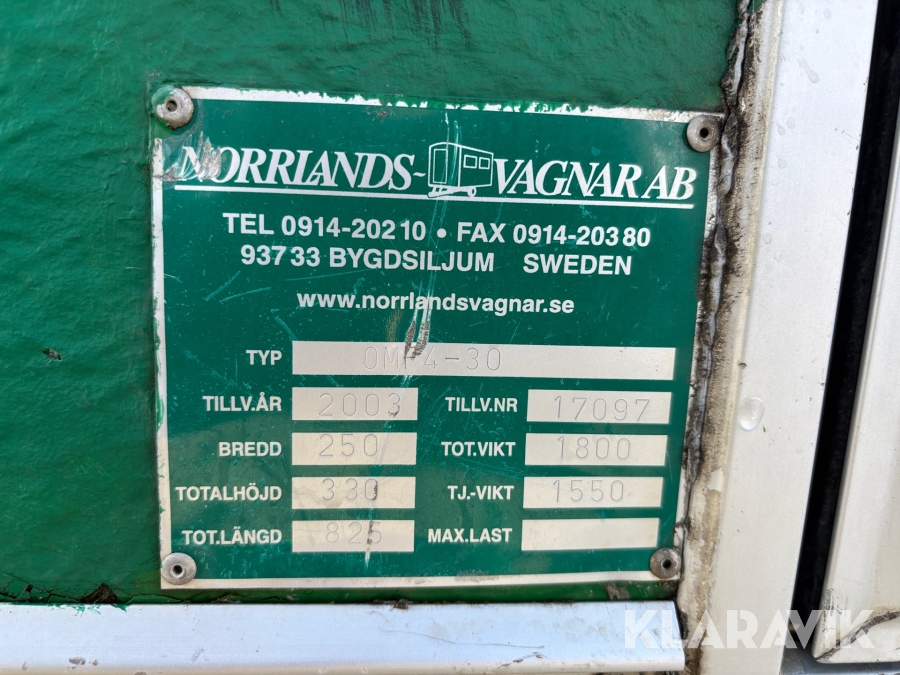 NORRLANDS- VAGNAR AB
TEL 0914-202 10 • FAX 0914-203 80
937 33 BYGDSILJUM SWEDEN
www.norrlandsvagnar.se
TYP
TILLV.ÅR 2003 TILLV.NR 17097
BREDD 250 TOT.VIKT 1800
TOTALHÖJD 330 TJ.-VIKT 1550
TOT.LÄNGD 825 MAX.LAST
KLARAVIK